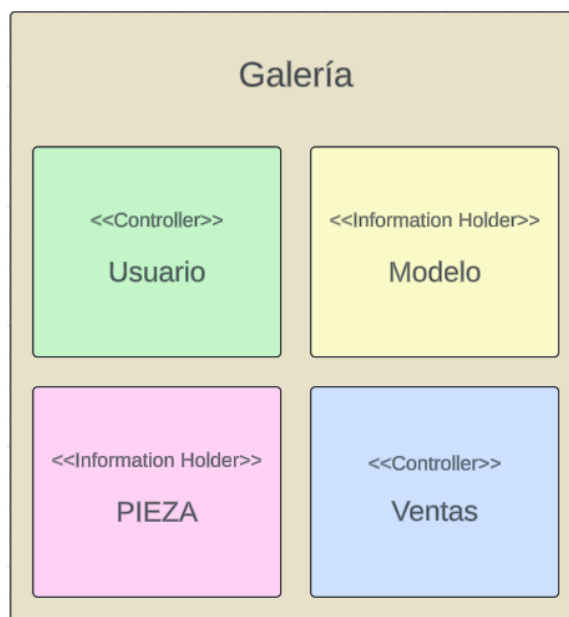 Galería
<<Controller>>
Usuario
<<Information Holder>>
Modelo
<<Information Holder>>
PIEZA
<<Controller>>
Ventas